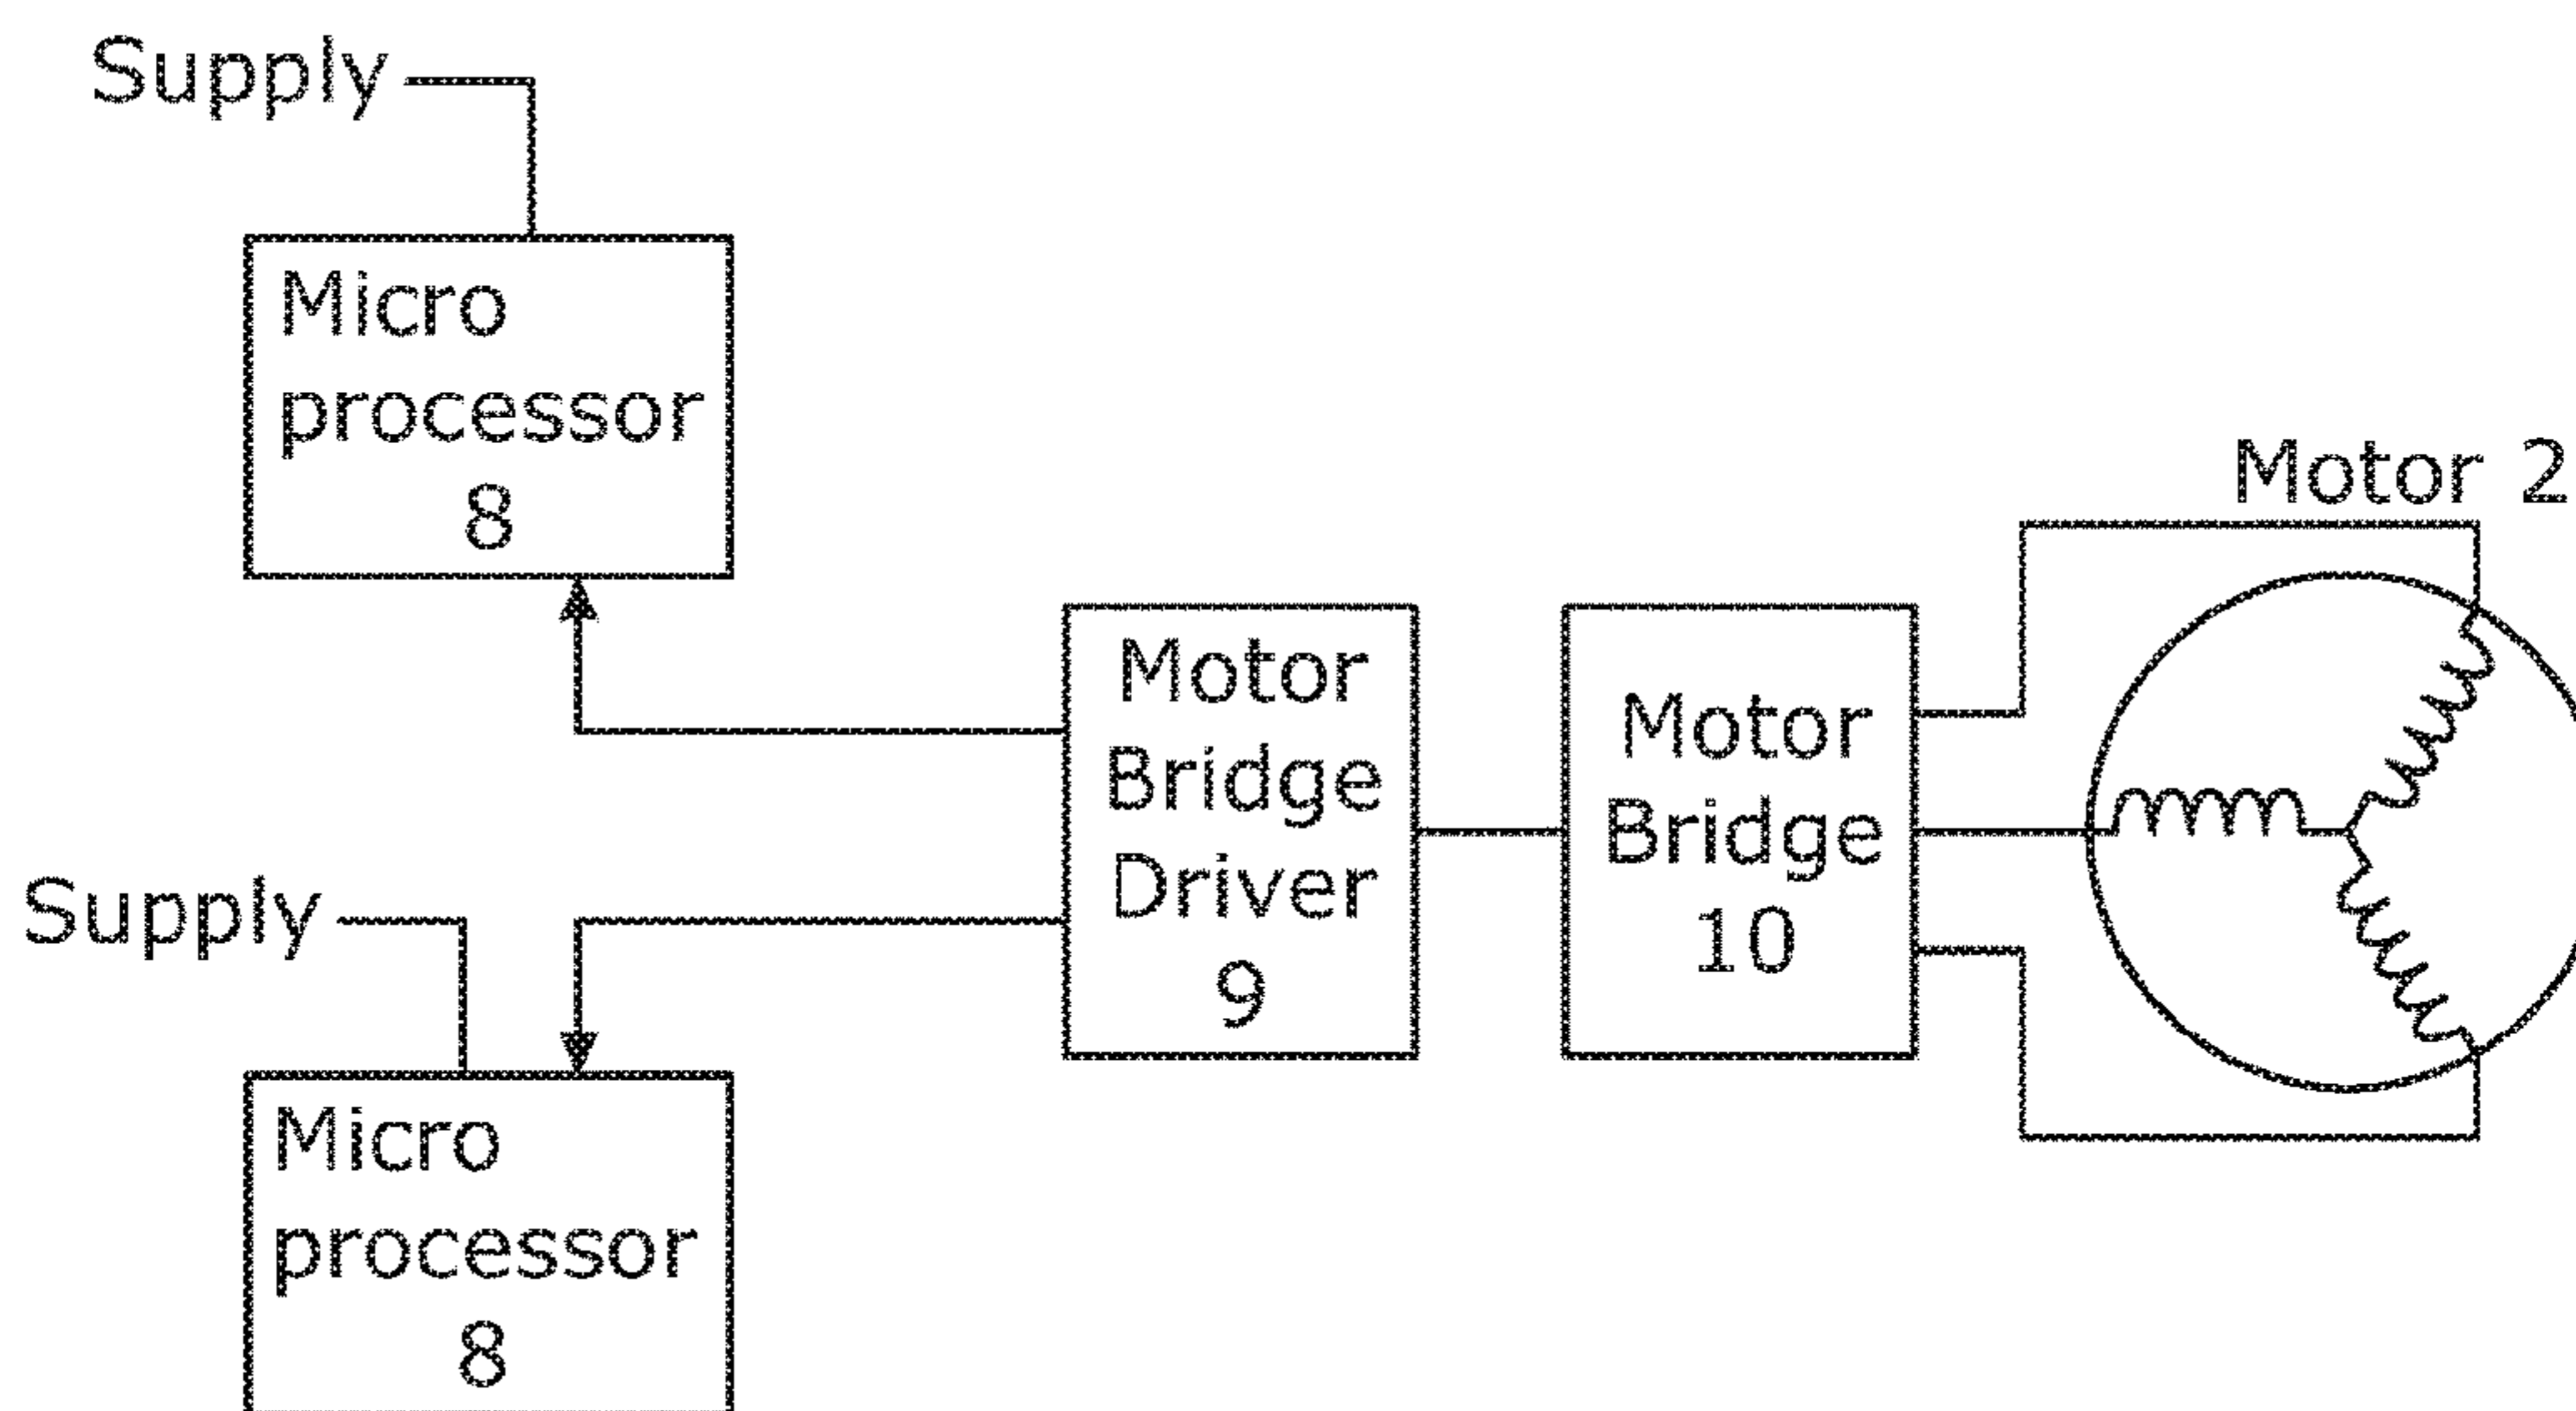 Supply
Micro
processor
8
Motor 2
Motor
Bridge
Driver
9
Motor
Bridge
10
Supply
Micro
processor
8